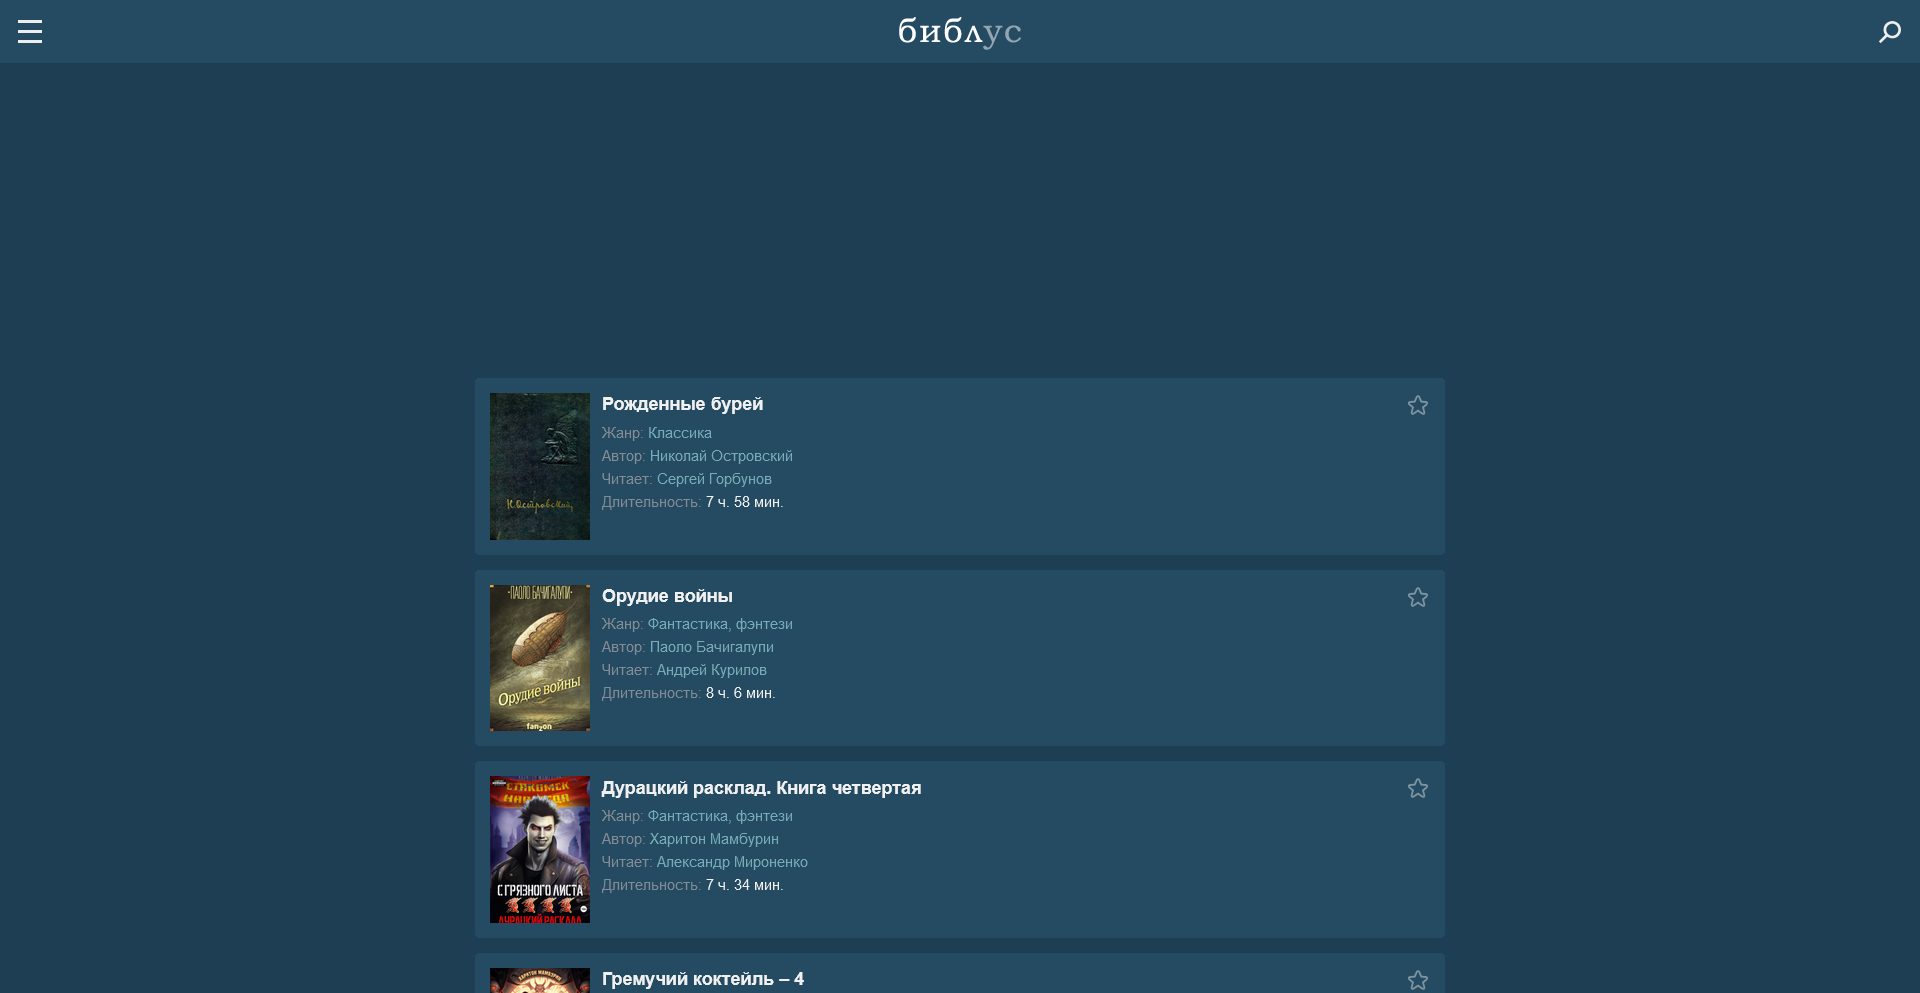 библус
Рожденные бурей
Жанр: Классика
Автор: Николай Островский
Читает: Сергей Горбунов
Длительность: 7 ч. 58 мин.
Н.Островский
·ПАОЛО БАЧИГАЛУПИ·
Орудие войны
fanzon
Орудие войны
Жанр: Фантастика, фэнтези
Автор: Паоло Бачигалупи
Читает: Андрей Курилов
Длительность: 8 ч. 6 мин.
С ГРЯЗНОГО ЛИСТА
ДУРАЦКИЙ РАСКЛАД
Дурацкий расклад. Книга четвертая
Жанр: Фантастика, фэнтези
Автор: Харитон Мамбурин
Читает: Александр Мироненко
Длительность: 7 ч. 34 мин.
ХАРИТОН МАМБУРИН
Гремучий коктейль – 4